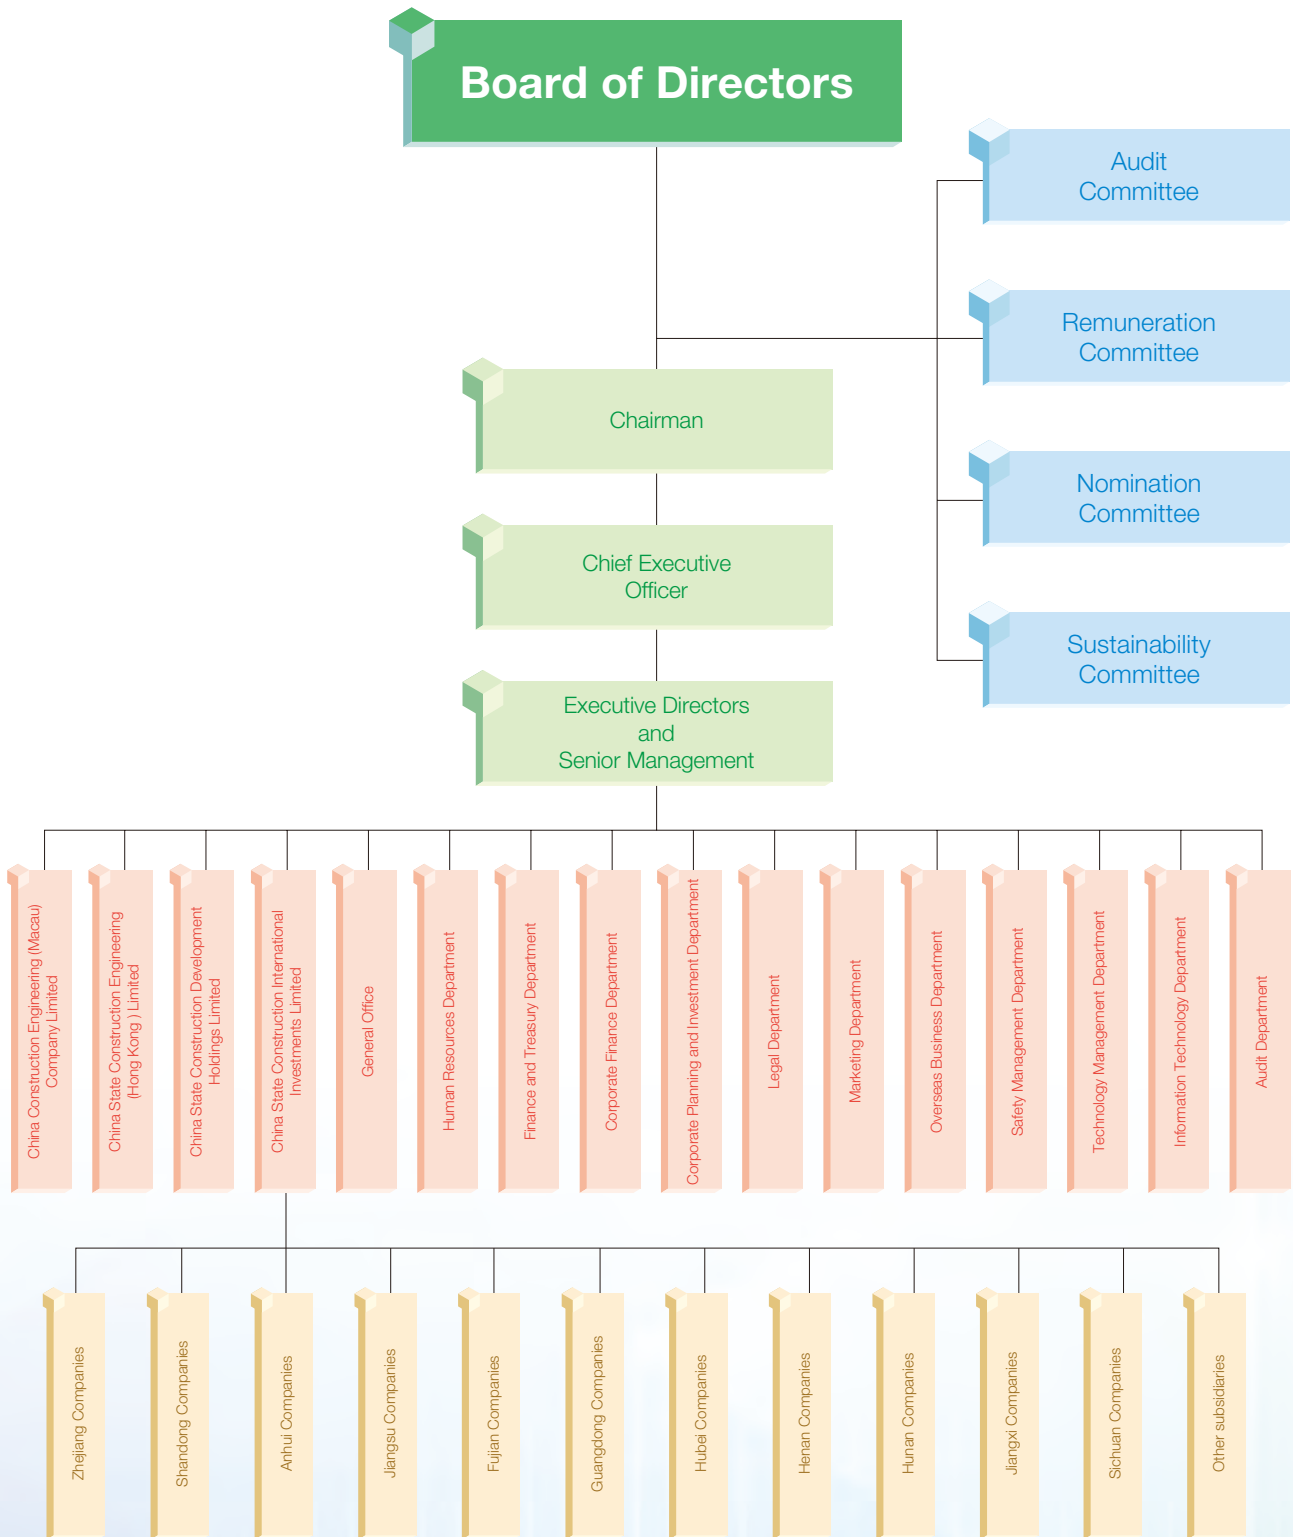 Board of Directors
Audit
Committee
Remuneration
Committee
Chairman
Nomination
Committee
Chief Executive
Officer
Sustainability
Committee
Executive Directors
and
Senior Management
China Construction Engineering (Macau)
Company Limited
China State Construction Engineering
(Hong Kong ) Limited
China State Construction Development
Holdings Limited
China State Construction International
Investments Limited
General Office
Human Resources Department
Finance and Treasury Department
Corporate Finance Department
Corporate Planning and Investment Department
Legal Department
Marketing Department
Overseas Business Department
Safety Management Department
Technology Management Department
Information Technology Department
Audit Department
Zhejiang Companies
Shandong Companies
Anhui Companies
Jiangsu Companies
Fujian Companies
Guangdong Companies
Hubei Companies
Henan Companies
Hunan Companies
Jiangxi Companies
Sichuan Companies
Other subsidiaries